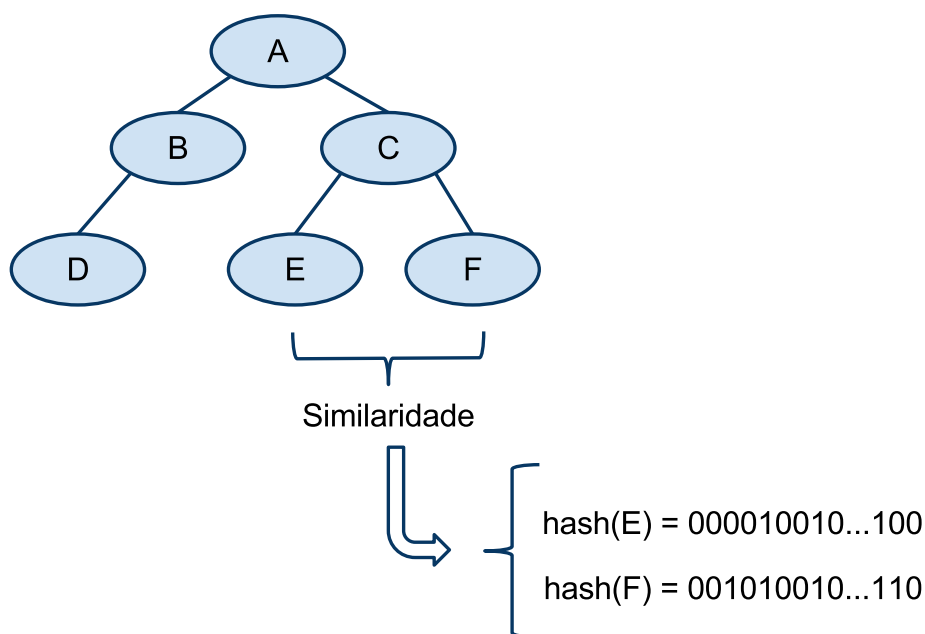 A
B
C
D
E
F
Similaridade
hash(E) = 000010010...100
hash(F) = 001010010...110